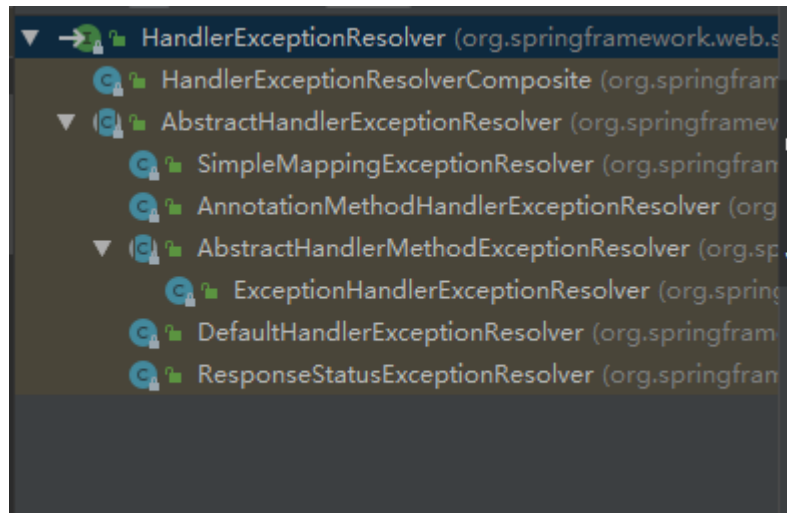 HandlerExceptionResolver (org.springframework.web.s
HandlerExceptionResolverComposite (org.springfram
AbstractHandlerExceptionResolver (org.springframew
SimpleMappingExceptionResolver (org.springfram
AnnotationMethodHandlerExceptionResolver (org
AbstractHandlerMethodExceptionResolver (org.sp
ExceptionHandlerExceptionResolver (org.spring
DefaultHandlerExceptionResolver (org.springfram
ResponseStatusExceptionResolver (org.springfram